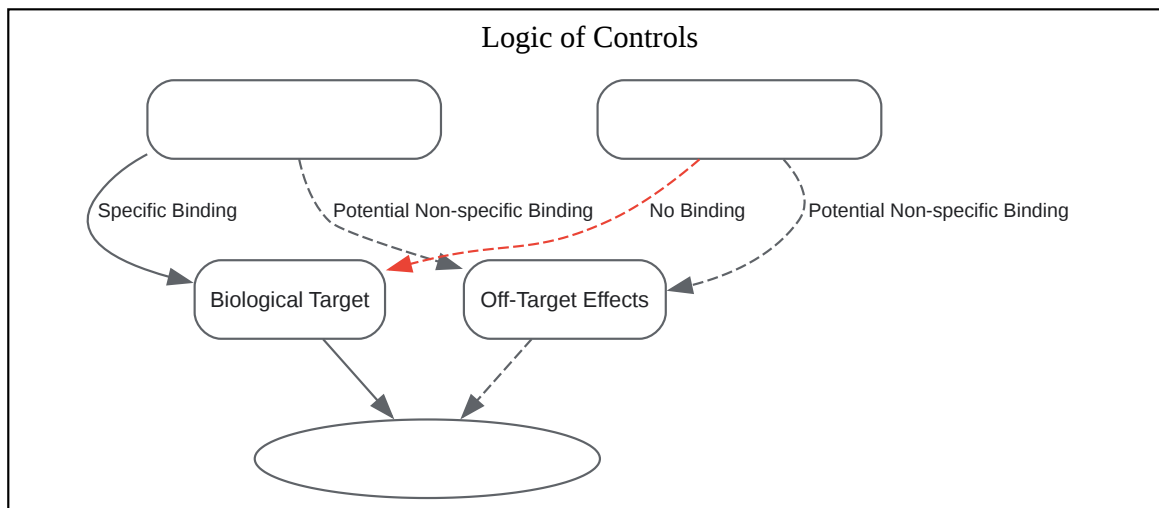 Logic of Controls
Specific Binding
Potential Non-specific Binding
No Binding
Potential Non-specific Binding
Biological Target
Off-Target Effects